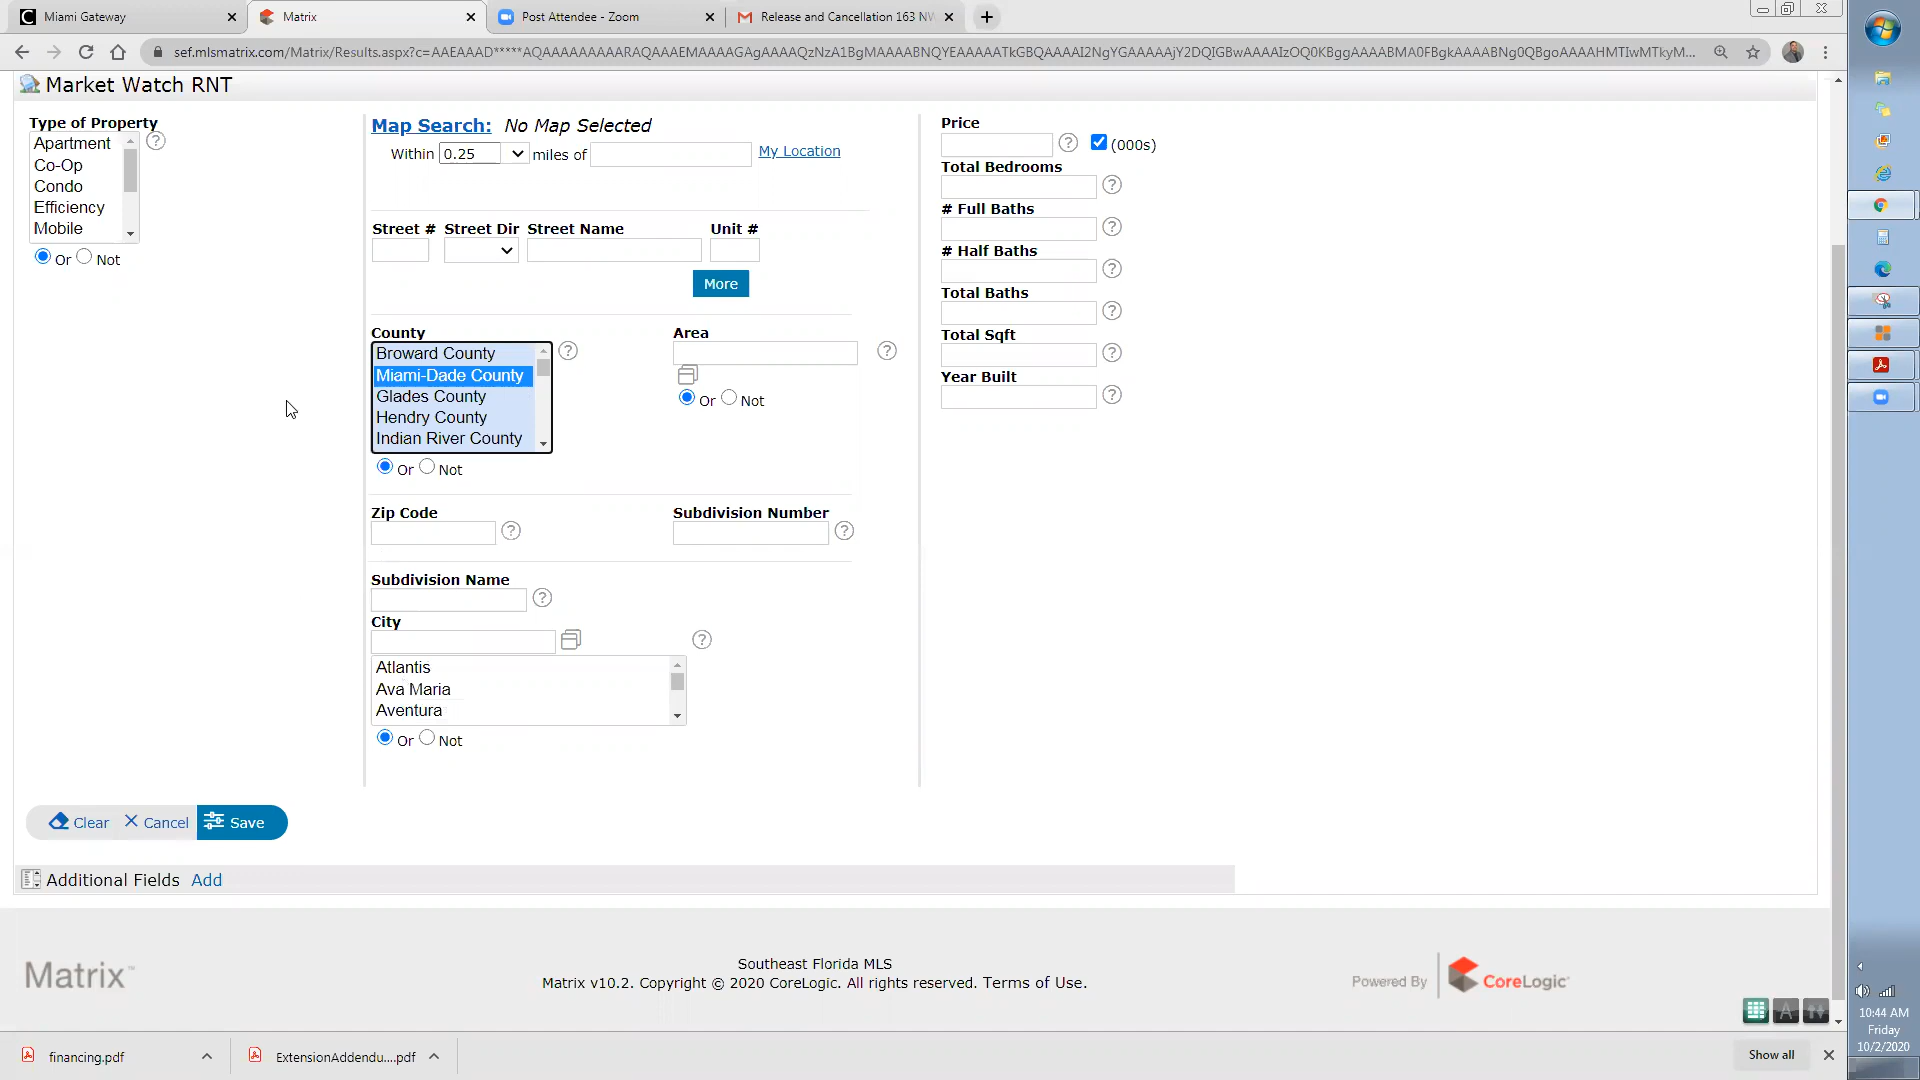 Miami Gateway
Matrix
Post Attendee - Zoom
Release and Cancellation 163 NW
sef.mlsmatrix.com/Matrix/Results.aspx?c=AAEAAAD*****AQAAAAAAAAARAQAAAEMAAAAGAgAAAAQzNzA1BgMAAAABNQYEAAAAATkGBQAAAAI2NgYGAAAAAjY2DQIGBwAAAAIzOQ0KBggAAAABMA0FBgkAAAABNg0QBgoAAAAHMTIwMTkyM...
Market Watch RNT
Type of Property
Apartment
Co-Op
Condo
Efficiency
Mobile
Or Not
Map Search: No Map Selected
Within 0.25 miles of My Location
Street # Street Dir Street Name Unit #
More
County
Broward County
Miami-Dade County
Glades County
Hendry County
Indian River County
Or Not
Area
Or Not
Zip Code
Subdivision Number
Subdivision Name
City
Atlantis
Ava Maria
Aventura
Or Not
Price
(000s)
Total Bedrooms
# Full Baths
# Half Baths
Total Baths
Total Sqft
Year Built
Clear Cancel Save
Additional Fields Add
Matrix™
Southeast Florida MLS
Matrix v10.2. Copyright © 2020 CoreLogic. All rights reserved. Terms of Use.
Powered By CoreLogic
financing.pdf
ExtensionAddendu....pdf
Show all
10:44 AM
Friday
10/2/2020